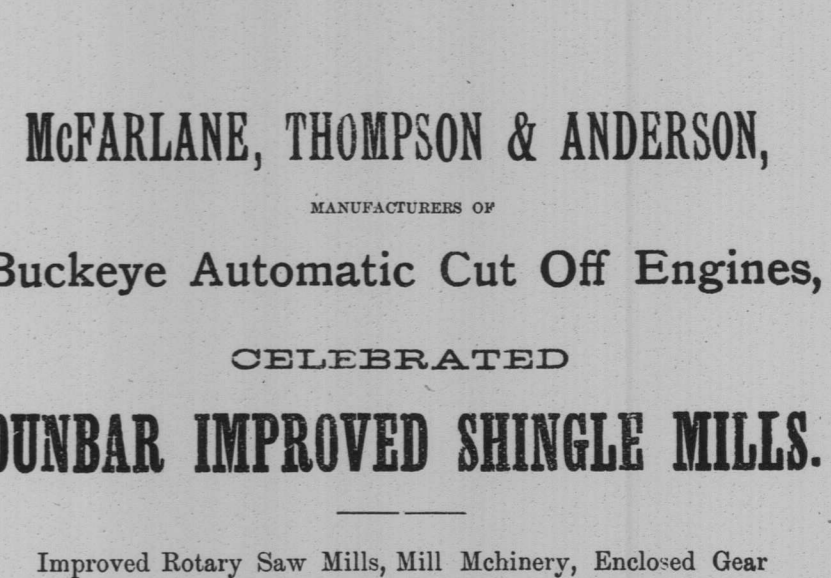 McFARLANE, THOMPSON & ANDERSON,
MANUFACTURERS OF
Buckeye Automatic Cut Off Engines,
CELEBRATED
DUNBAR IMPROVED SHINGLE MILLS.
Improved Rotary Saw Mills, Mill Mchinery, Enclosed Gear